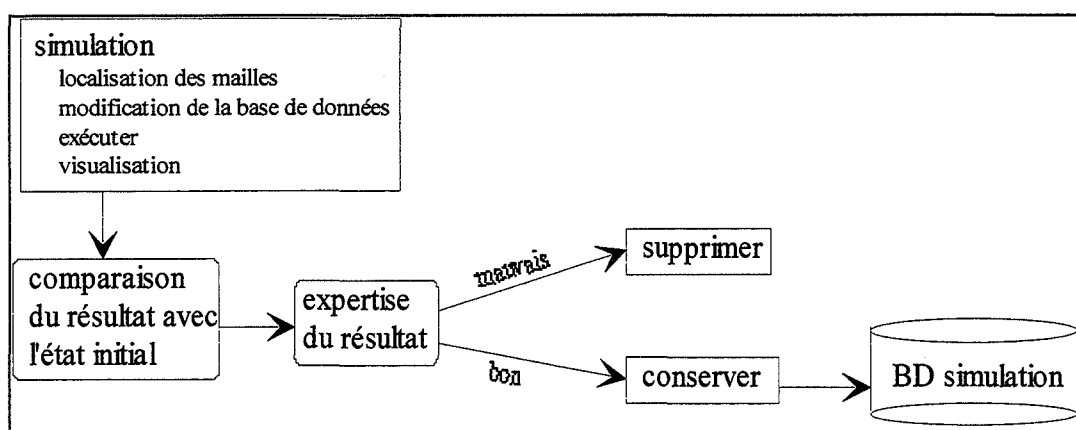 simulation
localisation des mailles
modification de la base de données
exécuter
visualisation
comparaison
du résultat avec
l'état initial
expertise
du résultat
mauvais
supprimer
bon
conserver
BD simulation